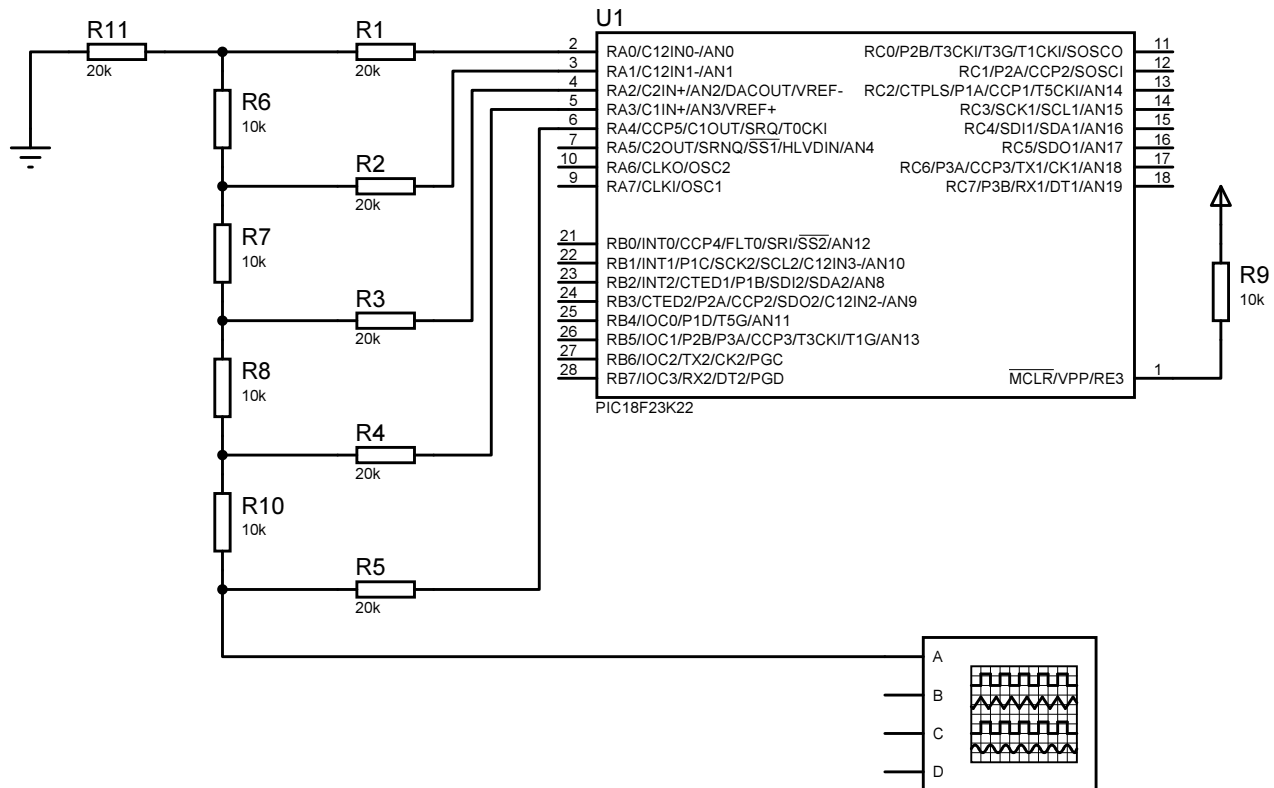 U1
R11
20k
R1
20k
R6
10k
R2
20k
R7
10k
R3
20k
R8
10k
R4
20k
R10
10k
R5
20k
2 RA0/C12IN0-/AN0
3 RA1/C12IN1-/AN1
4 RA2/C2IN+/AN2/DACOUT/VREF-
5 RA3/C1IN+/AN3/VREF+
6 RA4/CCP5/C1OUT/SRQ/T0CKI
7 RA5/C2OUT/SRNQ/SS1/HLVDIN/AN4
10 RA6/CLKO/OSC2
9 RA7/CLKI/OSC1
21 RB0/INT0/CCP4/FLT0/SRI/SS2/AN12
22 RB1/INT1/P1C/SCK2/SCL2/C12IN3-/AN10
23 RB2/INT2/CTED1/P1B/SDI2/SDA2/AN8
24 RB3/CTED2/P2A/CCP2/SDO2/C12IN2-/AN9
25 RB4/IOC0/P1D/T5G/AN11
26 RB5/IOC1/P2B/P3A/CCP3/T3CKI/T1G/AN13
27 RB6/IOC2/TX2/CK2/PGC
28 RB7/IOC3/RX2/DT2/PGD
RC0/P2B/T3CKI/T3G/T1CKI/SOSCO 11
RC1/P2A/CCP2/SOSCI 12
RC2/CTPLS/P1A/CCP1/T5CKI/AN14 13
RC3/SCK1/SCL1/AN15 14
RC4/SDI1/SDA1/AN16 15
RC5/SDO1/AN17 16
RC6/P3A/CCP3/TX1/CK1/AN18 17
RC7/P3B/RX1/DT1/AN19 18
MCLR/VPP/RE3 1
PIC18F23K22
R9
10k
A
B
C
D